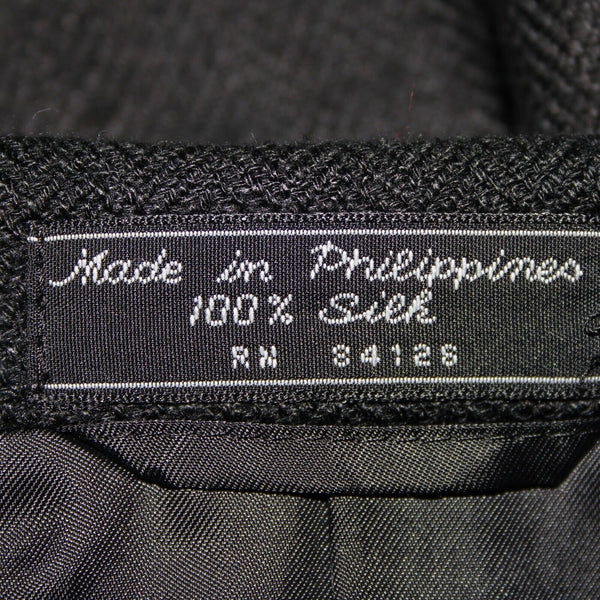 Made in Philippines
100% Silk
RN 84126